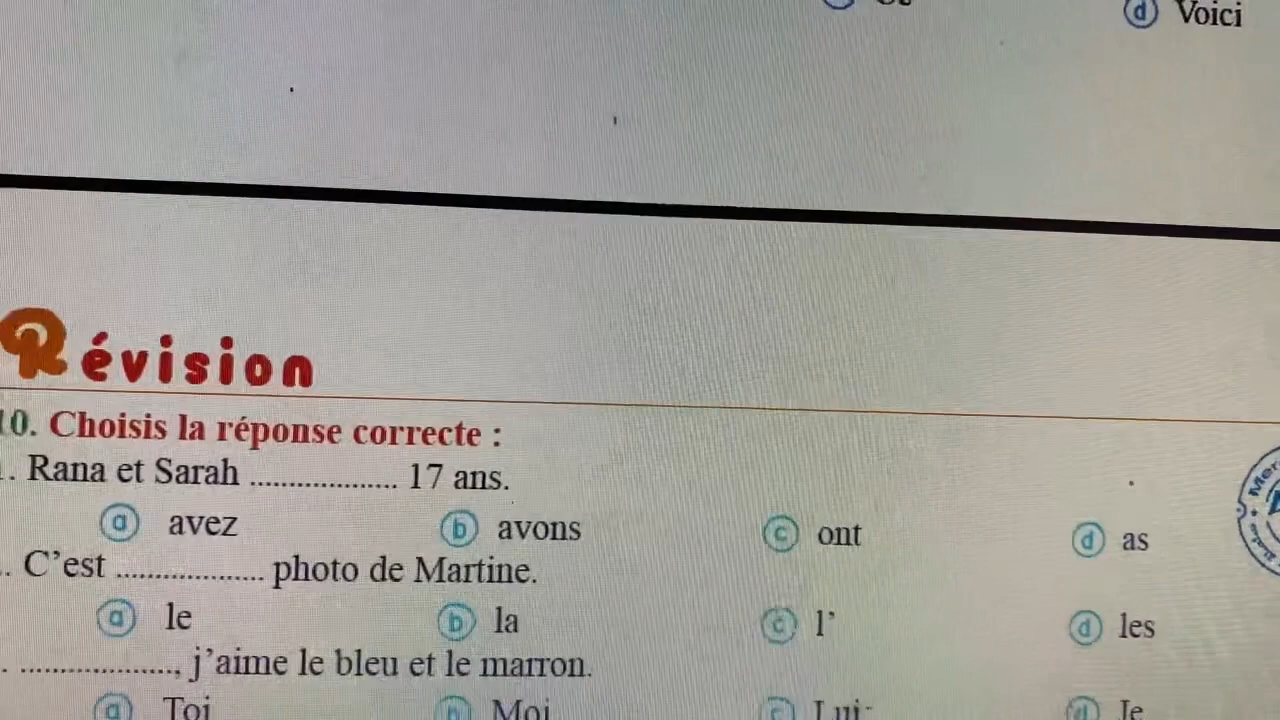 d Voici
Révision
10. Choisis la réponse correcte :
. Rana et Sarah ................... 17 ans.
a avez b avons c ont d as
. C’est ................... photo de Martine.
a le b la c l’ d les
. ...................., j’aime le bleu et le marron.
a Toi b Moi c Lui d Je